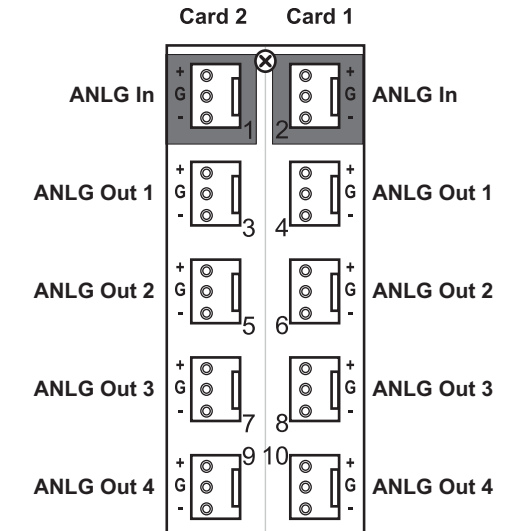 Card 2 Card 1
ANLG In + + ANLG In
G G
- 1 2 -
ANLG Out 1 + + ANLG Out 1
G G
- 3 4 -
ANLG Out 2 + + ANLG Out 2
G G
- 5 6 -
ANLG Out 3 + + ANLG Out 3
G G
- 7 8 -
9 10
ANLG Out 4 + + ANLG Out 4
G G
- -